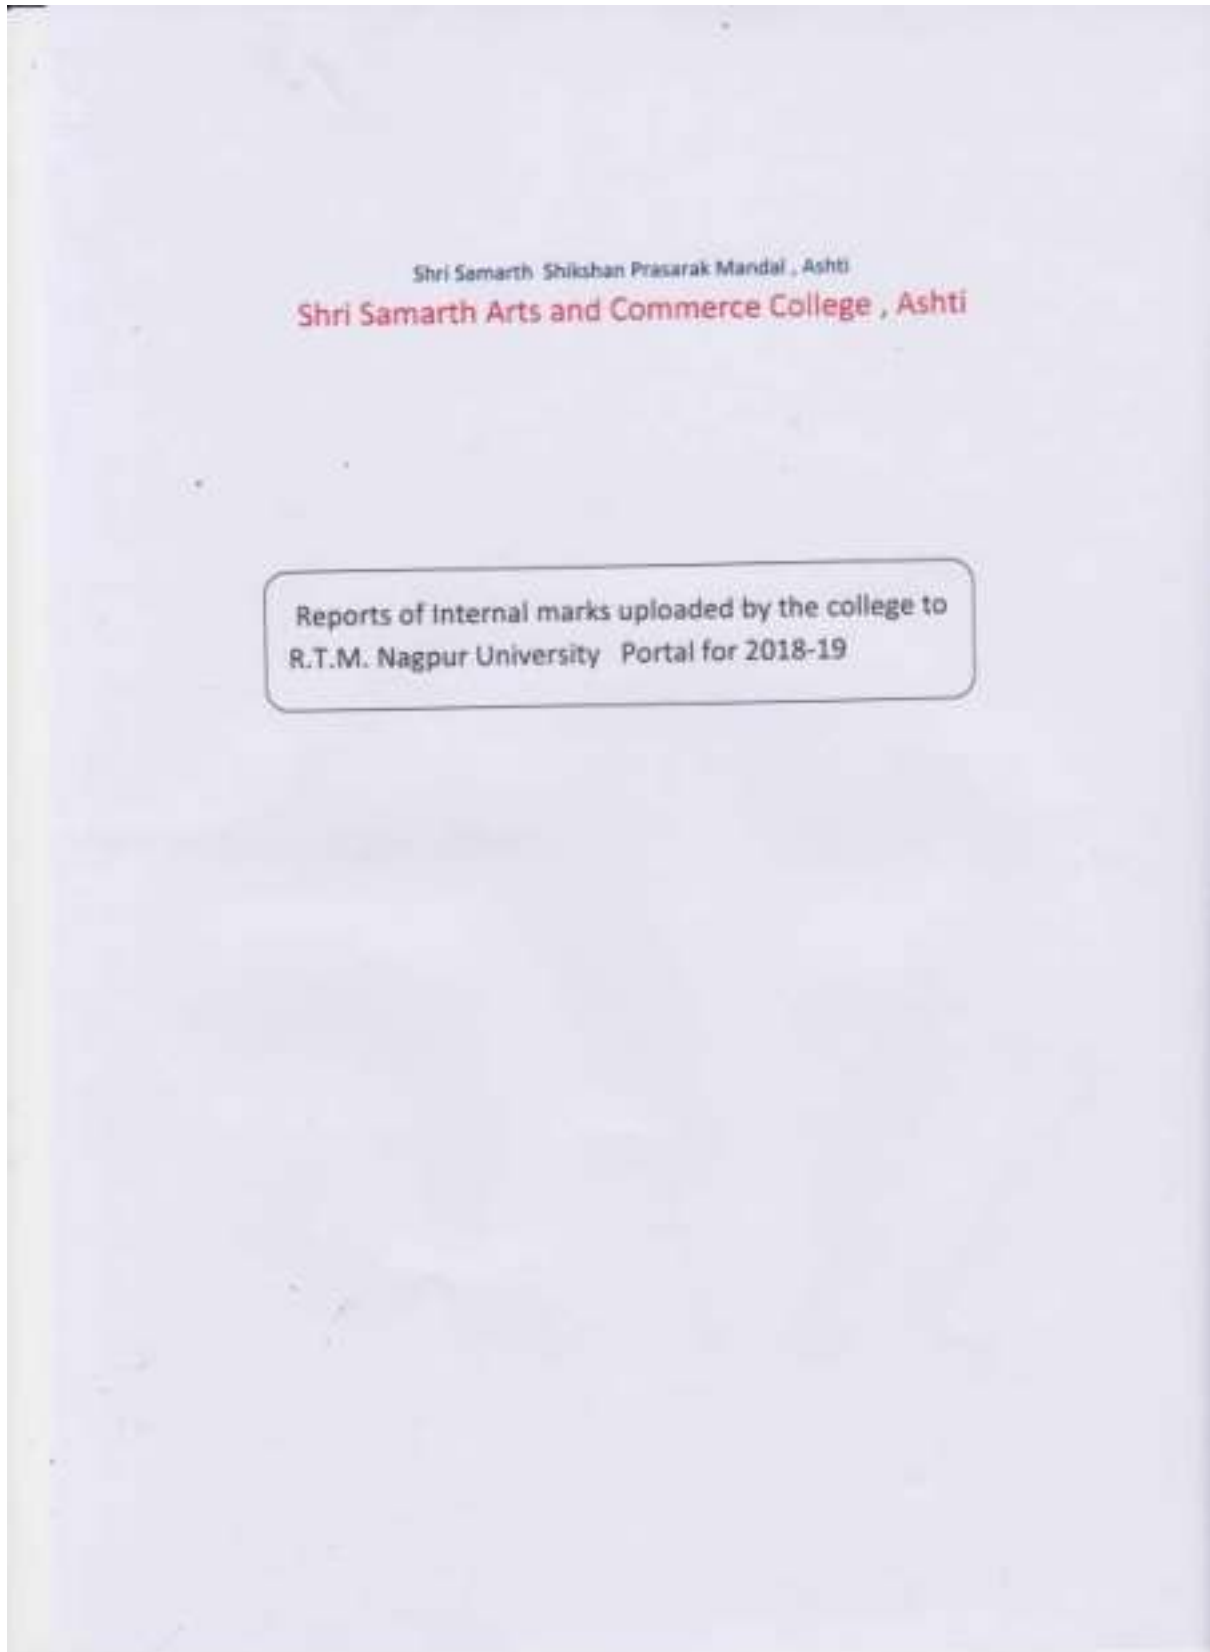 Shri Samarth Shikshan Prasarak Mandal , Ashti
Shri Samarth Arts and Commerce College , Ashti
Reports of Internal marks uploaded by the college to
R.T.M. Nagpur University Portal for 2018-19